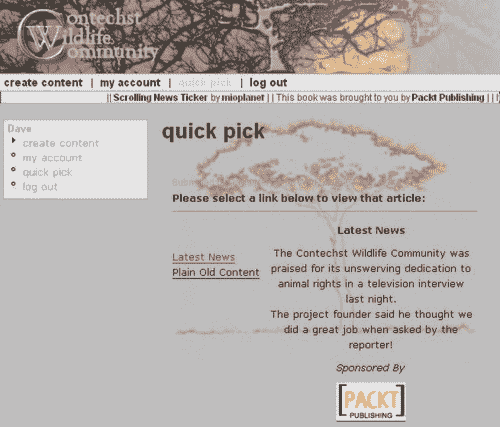 Contechst
Wildlife
Community
create content | my account | quick pick | log out
|| Scrolling News Ticker by mioplanet || This book was brought to you by Packt Publishing ||
Dave
create content
my account
quick pick
log out
quick pick
Please select a link below to view that article:
Latest News
Latest News
Plain Old Content
The Contechst Wildlife Community was
praised for its unswerving dedication to
animal rights in a television interview
last night.
The project founder said he thought we
did a great job when asked by the
reporter!
Sponsored By
PACKT
PUBLISHING